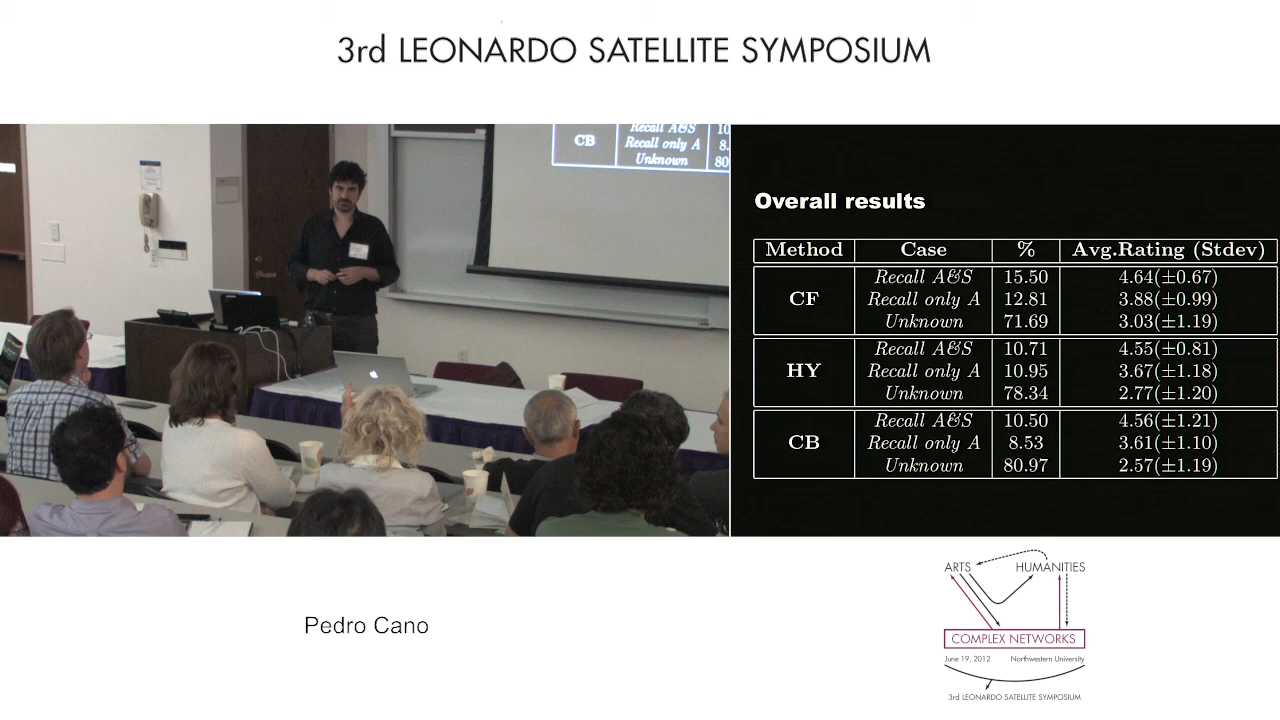 3rd LEONARDO SATELLITE SYMPOSIUM
CB
Recall A&S
10
Recall only A
8.
Unknown
80
Overall results
Method Case % Avg.Rating (Stdev)
CF
Recall A&S 15.50 4.64(±0.67)
Recall only A 12.81 3.88(±0.99)
Unknown 71.69 3.03(±1.19)
HY
Recall A&S 10.71 4.55(±0.81)
Recall only A 10.95 3.67(±1.18)
Unknown 78.34 2.77(±1.20)
CB
Recall A&S 10.50 4.56(±1.21)
Recall only A 8.53 3.61(±1.10)
Unknown 80.97 2.57(±1.19)
Pedro Cano
ARTS HUMANITIES
COMPLEX NETWORKS
June 19, 2012 Northwestern University
3rd LEONARDO SATELLITE SYMPOSIUM